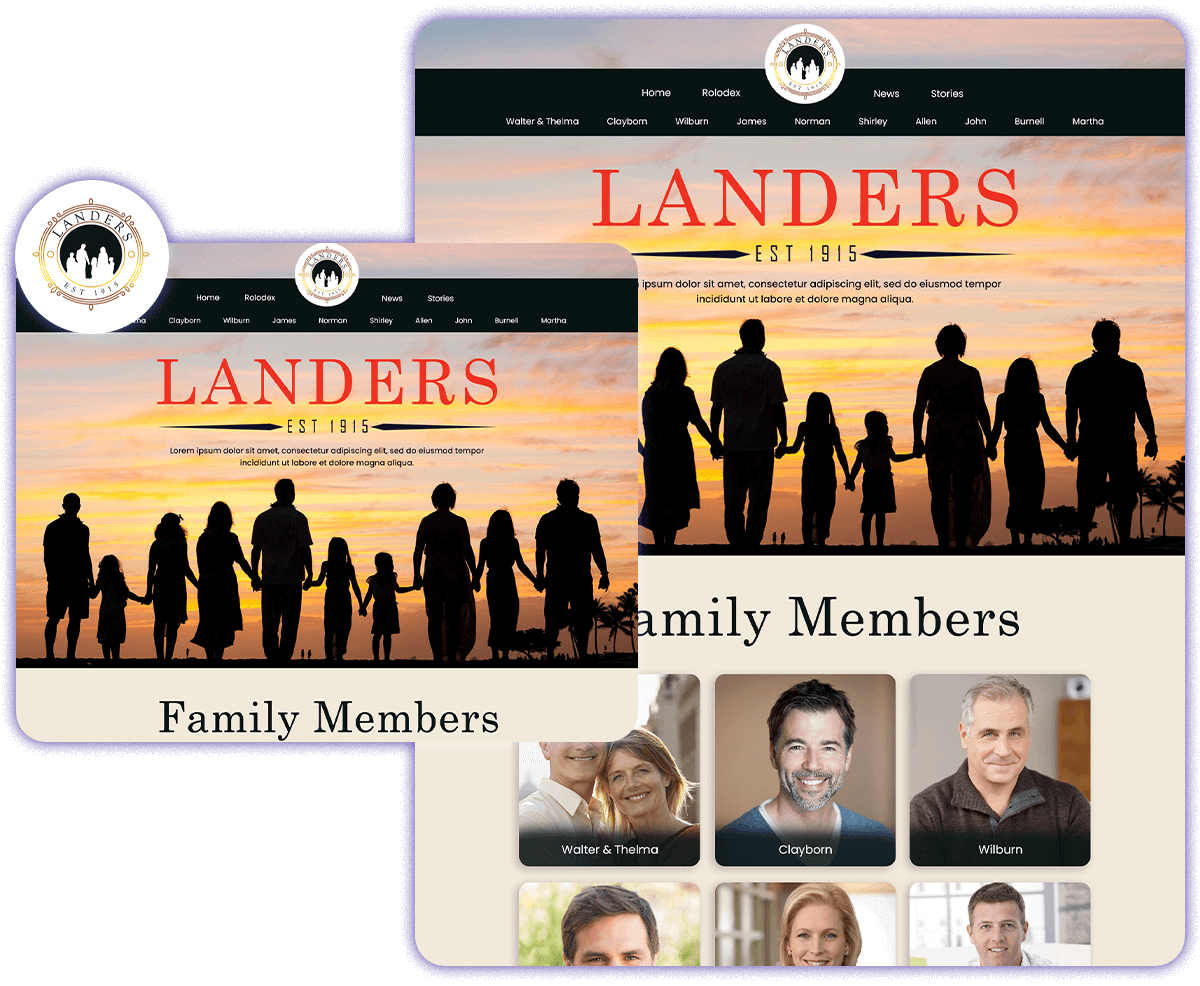 LANDERS
EST 1915
Home Rolodex News Stories
Walter & Thelma Clayborn Wilburn James Norman Shirley Allen John Burnell Martha
LANDERS
EST 1915
ipsum dolor sit amet, consectetur adipiscing elit, sed do eiusmod tempor
incididunt ut labore et dolore magna aliqua.
LANDERS
EST 1915
LANDERS
EST 1915
Home Rolodex News Stories
Clayborn Wilburn James Norman Shirley Allen John Burnell Martha
LANDERS
EST 1915
Lorem ipsum dolor sit amet, consectetur adipiscing elit, sed do eiusmod tempor
incididunt ut labore et dolore magna aliqua.
Family Members
amily Members
Walter & Thelma Clayborn Wilburn